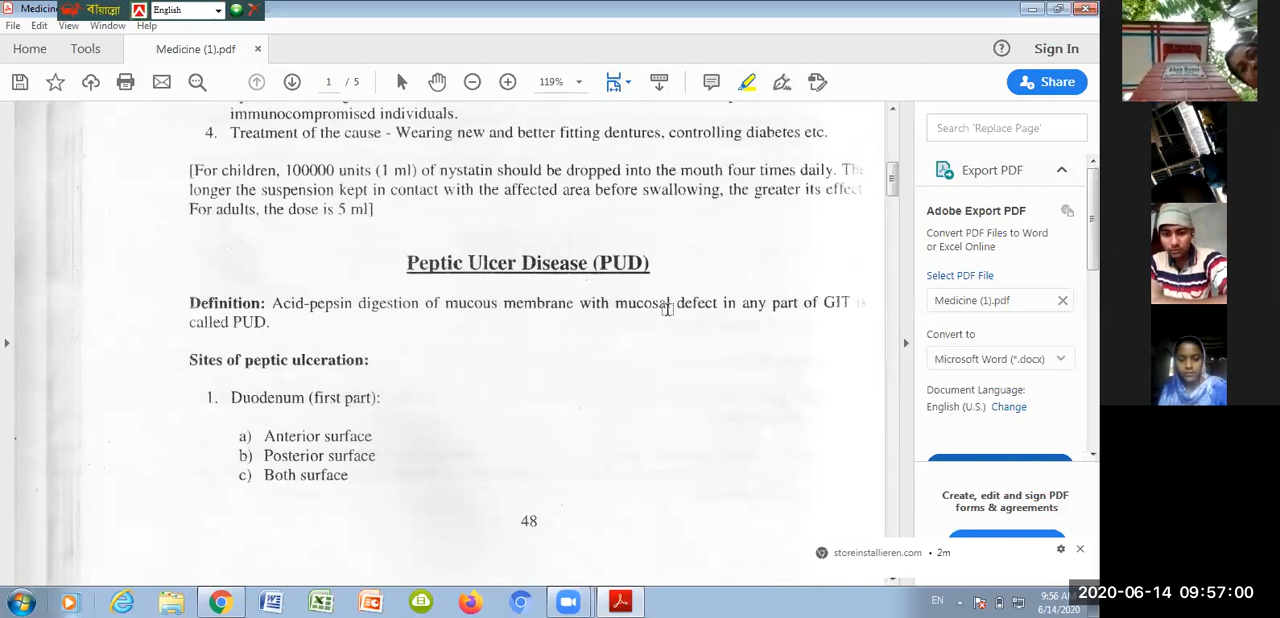 Medicin
বাংলা
English
File Edit View Window Help
Home Tools Medicine (1).pdf × Sign In
1 / 5 119% Share
immunocompromised individuals.
4. Treatment of the cause - Wearing new and better fitting dentures, controlling diabetes etc.
[For children, 100000 units (1 ml) of nystatin should be dropped into the mouth four times daily. The
longer the suspension kept in contact with the affected area before swallowing, the greater its effect
For adults, the dose is 5 ml]
Peptic Ulcer Disease (PUD)
Definition: Acid-pepsin digestion of mucous membrane with mucosal defect in any part of GIT is
called PUD.
Sites of peptic ulceration:
1. Duodenum (first part):
a) Anterior surface
b) Posterior surface
c) Both surface
48
Search 'Replace Page'
Export PDF
Adobe Export PDF
Convert PDF Files to Word
or Excel Online
Select PDF File
Medicine (1).pdf
Convert to
Microsoft Word (*.docx)
Document Language:
English (U.S.) Change
Create, edit and sign PDF
forms & agreements
storeinstallieren.com • 2m
EN
9:56 AM
6/14/2020
2020-06-14 09:57:00